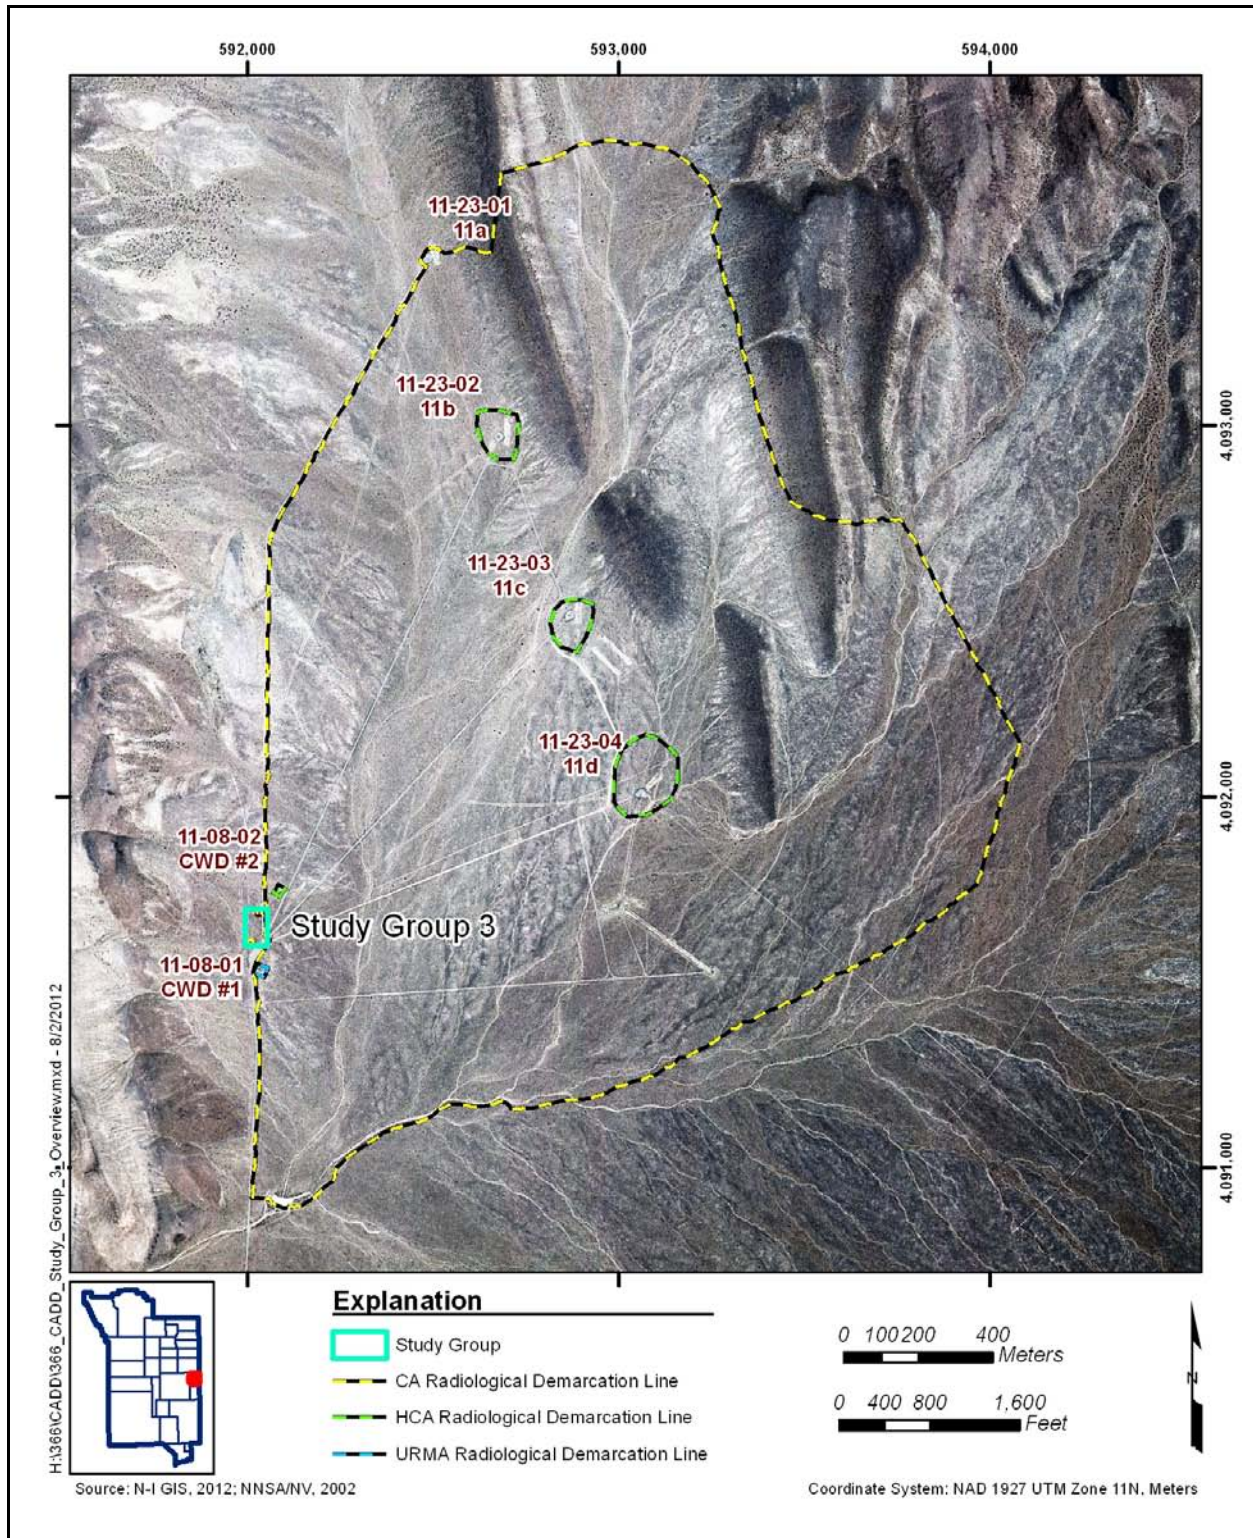 592,000
593,000
594,000
11-23-01
11a
11-23-02
11b
4,093,000
11-23-03
11c
11-23-04
11d
4,092,000
11-08-02
CWD #2
Study Group 3
11-08-01
CWD #1
4,091,000
H:\366\CADD\366_CADD_Study_Group_3_Overview.mxd - 8/2/2012
Explanation
Study Group
CA Radiological Demarcation Line
HCA Radiological Demarcation Line
URMA Radiological Demarcation Line
0 100 200 400
Meters
0 400 800 1,600
Feet
N
Source: N-I GIS, 2012; NNSA/NV, 2002
Coordinate System: NAD 1927 UTM Zone 11N, Meters